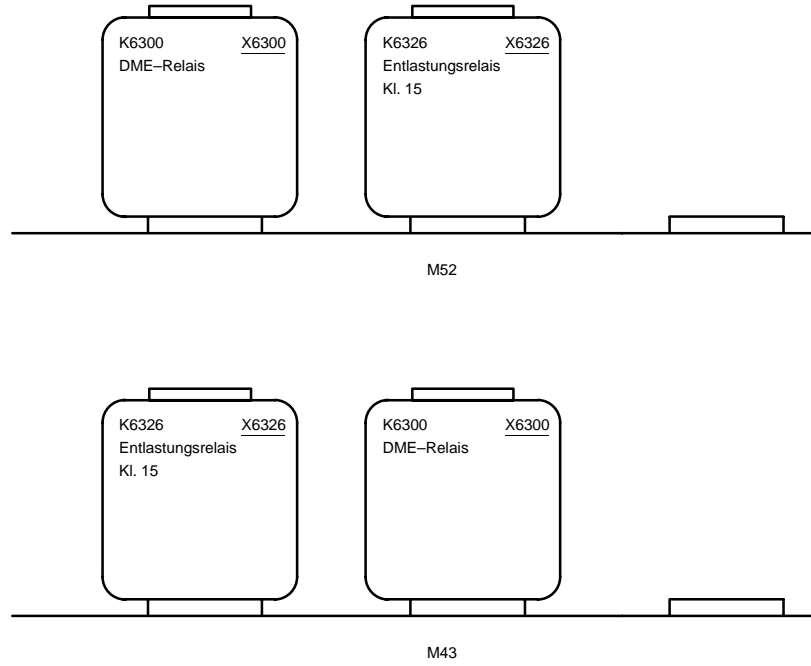 K6300 X6300
DME–Relais
K6326 X6326
Entlastungsrelais
Kl. 15
M52
K6326 X6326
Entlastungsrelais
Kl. 15
K6300 X6300
DME–Relais
M43